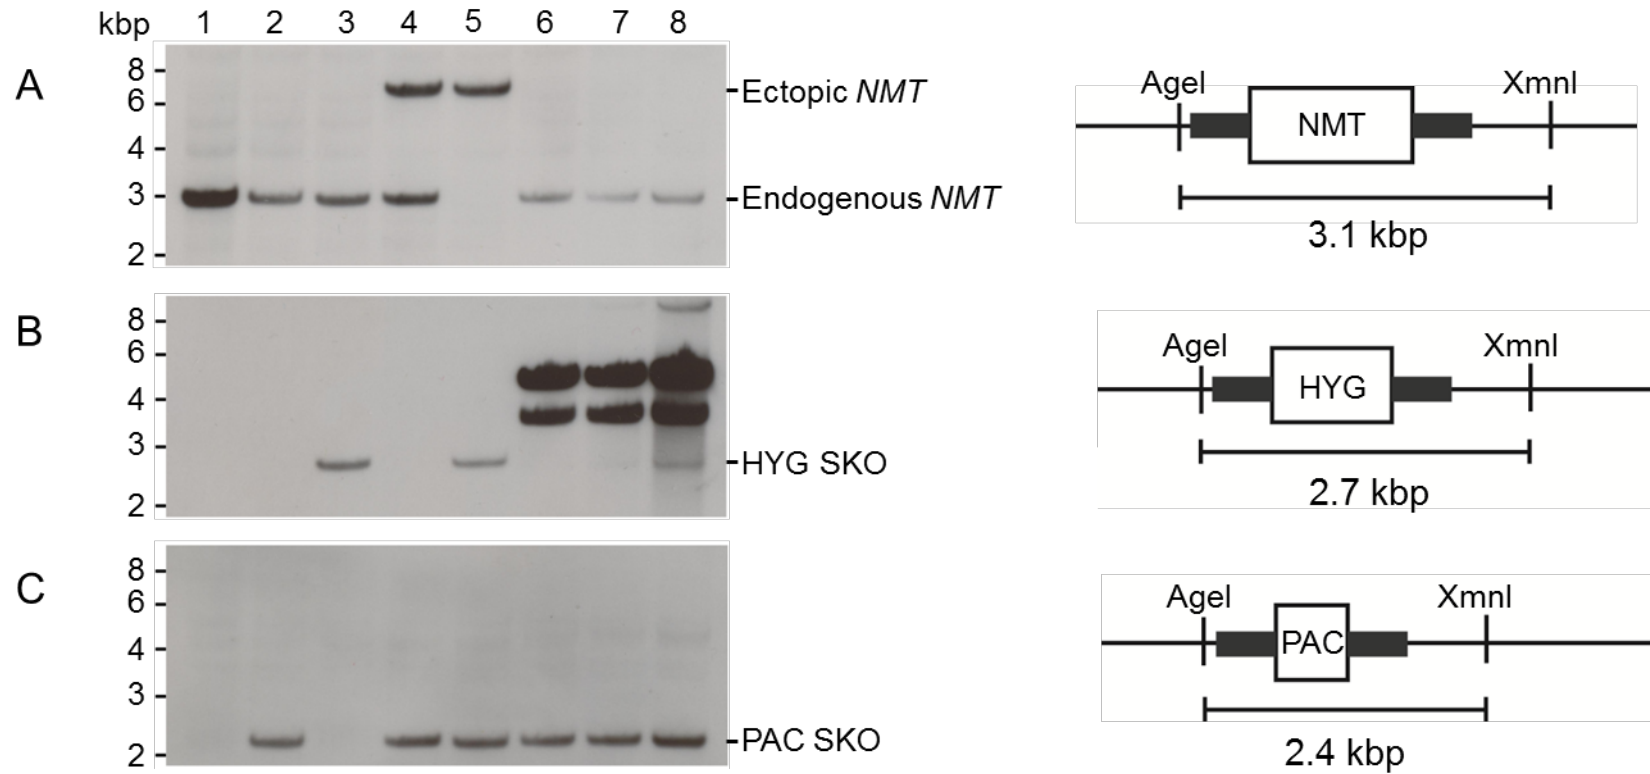 kbp 1 2 3 4 5 6 7 8
A
8
6
4
3
2
Ectopic NMT
Endogenous NMT
AgeI XmnI
NMT
3.1 kbp
B
8
6
4
3
2
HYG SKO
AgeI XmnI
HYG
2.7 kbp
C
8
6
4
3
2
PAC SKO
AgeI XmnI
PAC
2.4 kbp